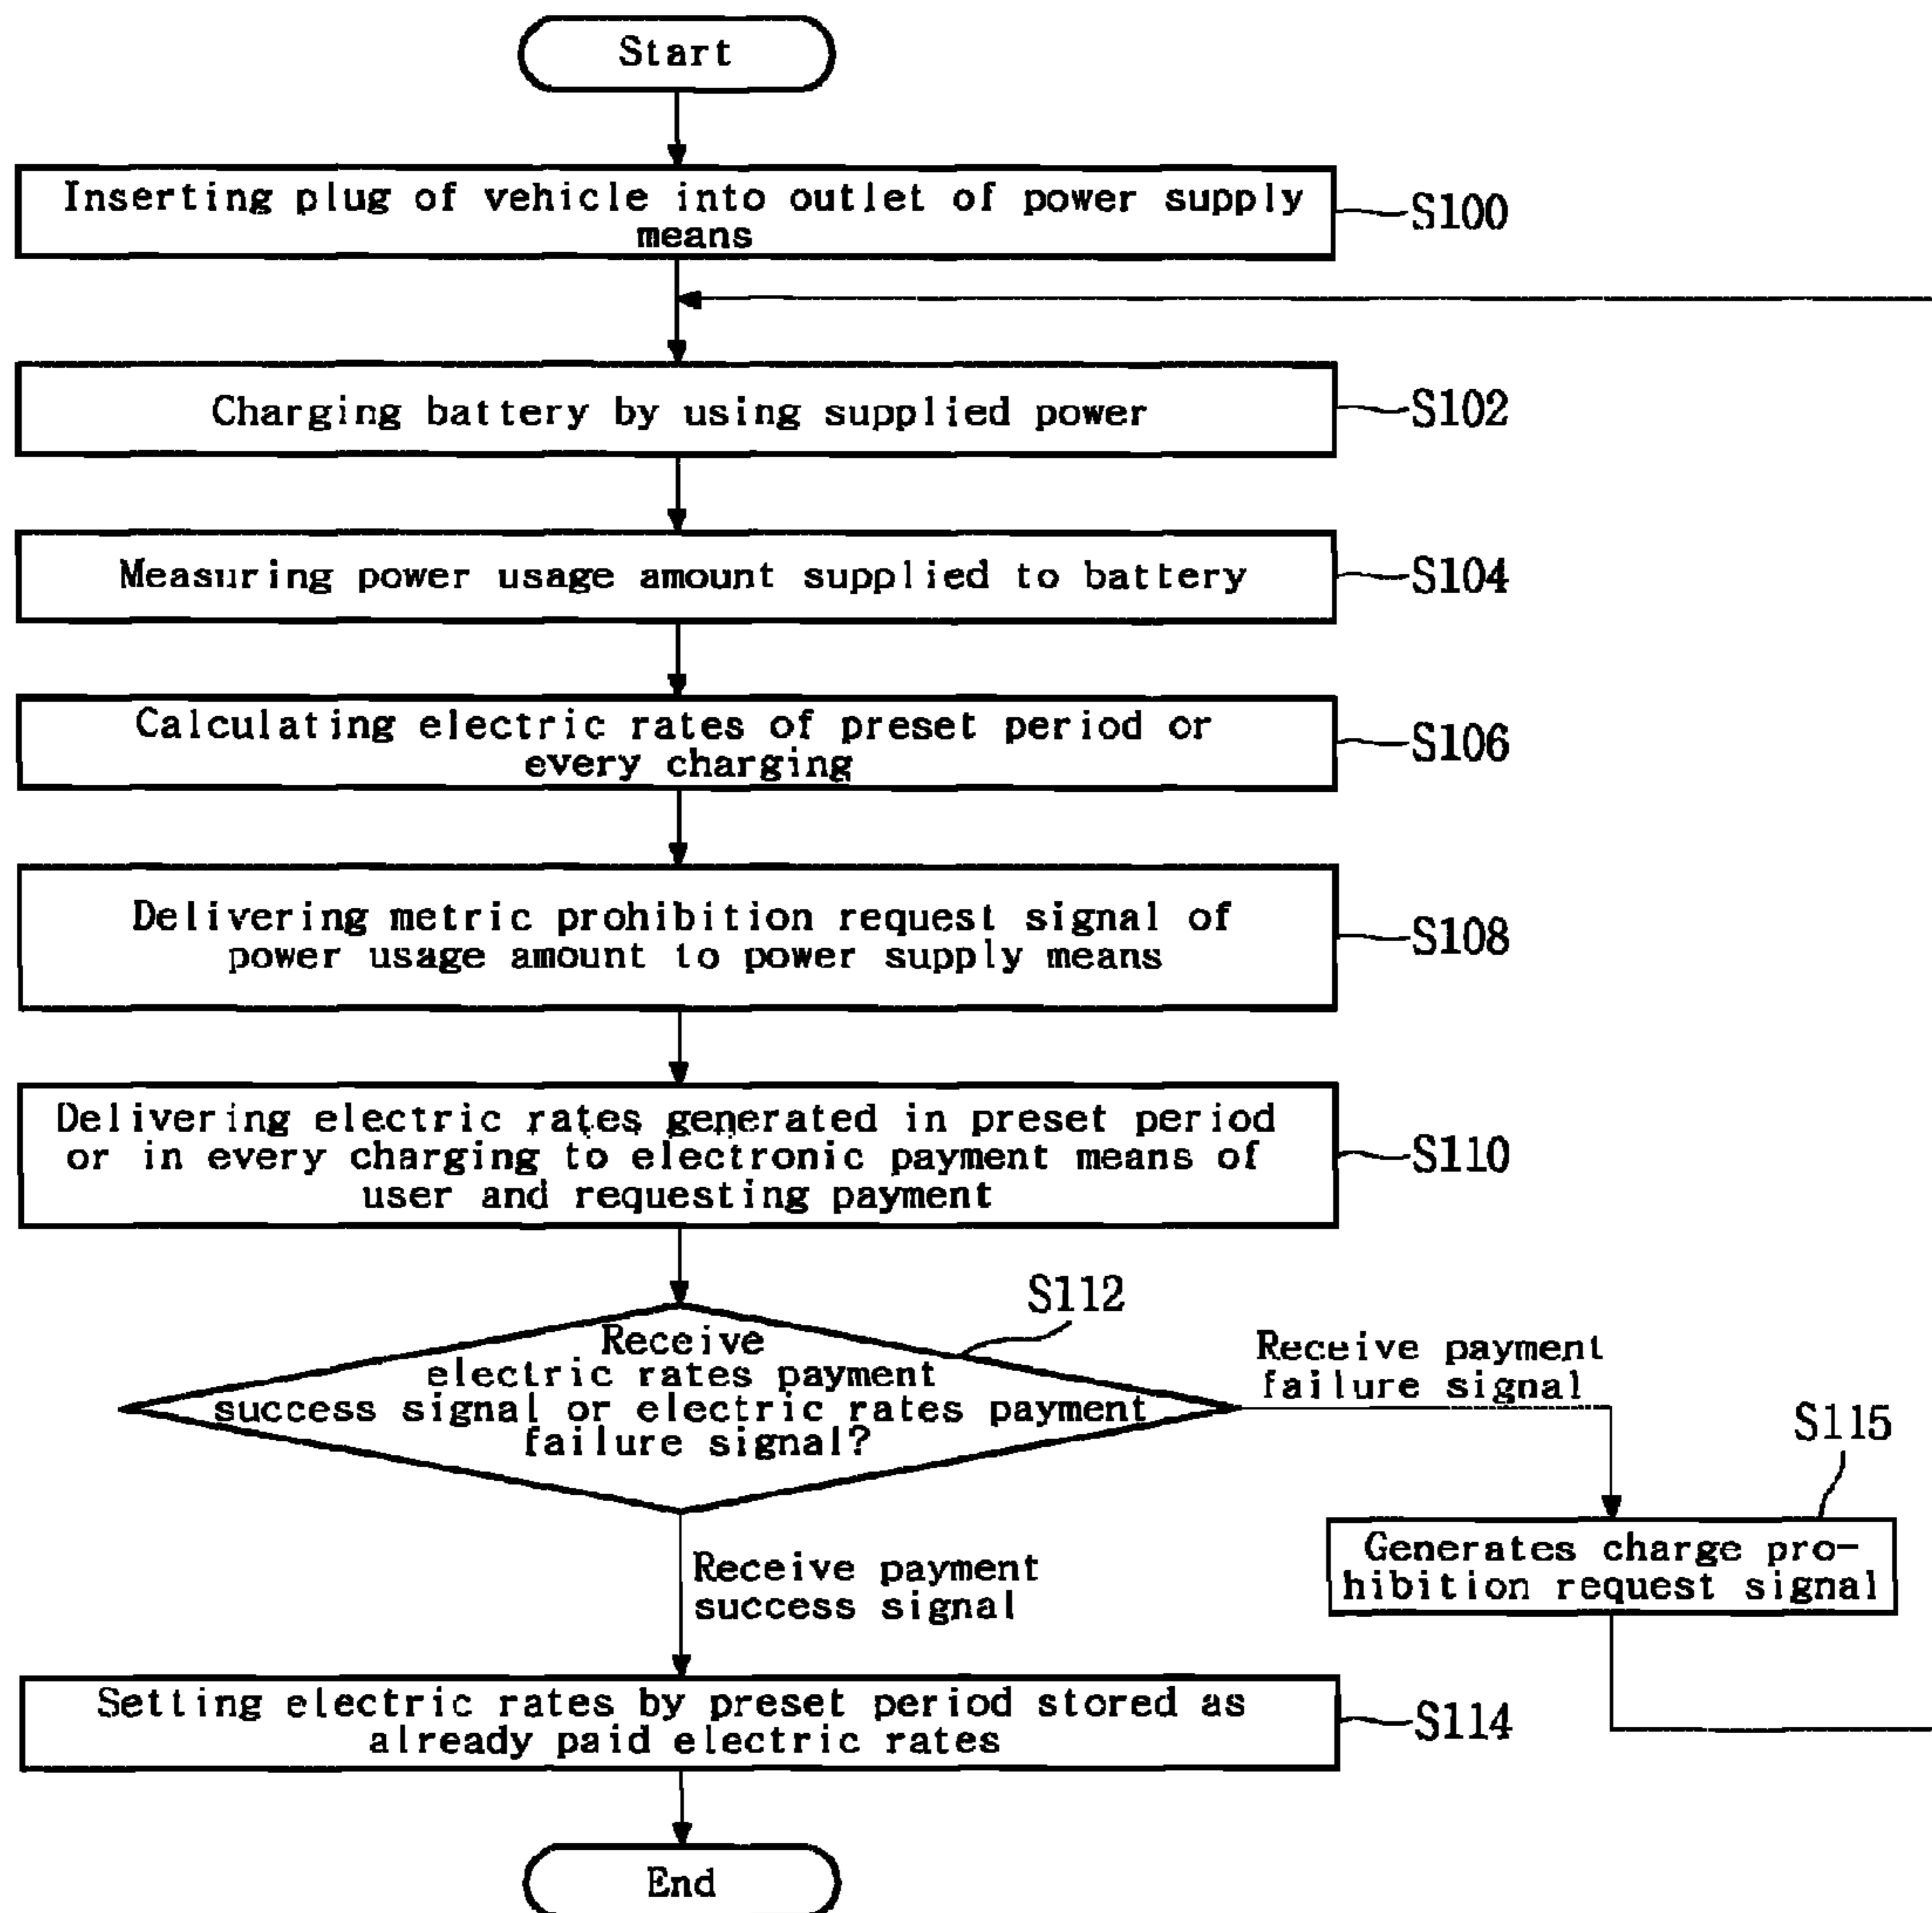 Start
Inserting plug of vehicle into outlet of power supply
means
S100
Charging battery by using supplied power
S102
Measuring power usage amount supplied to battery
S104
Calculating electric rates of preset period or
every charging
S106
Delivering metric prohibition request signal of
power usage amount to power supply means
S108
Delivering electric rates generated in preset period
or in every charging to electronic payment means of
user and requesting payment
S110
S112
Receive
electric rates payment
success signal or electric rates payment
failure signal?
Receive payment
failure signal
S115
Generates charge pro-
hibition request signal
Receive payment
success signal
Setting electric rates by preset period stored as
already paid electric rates
S114
End